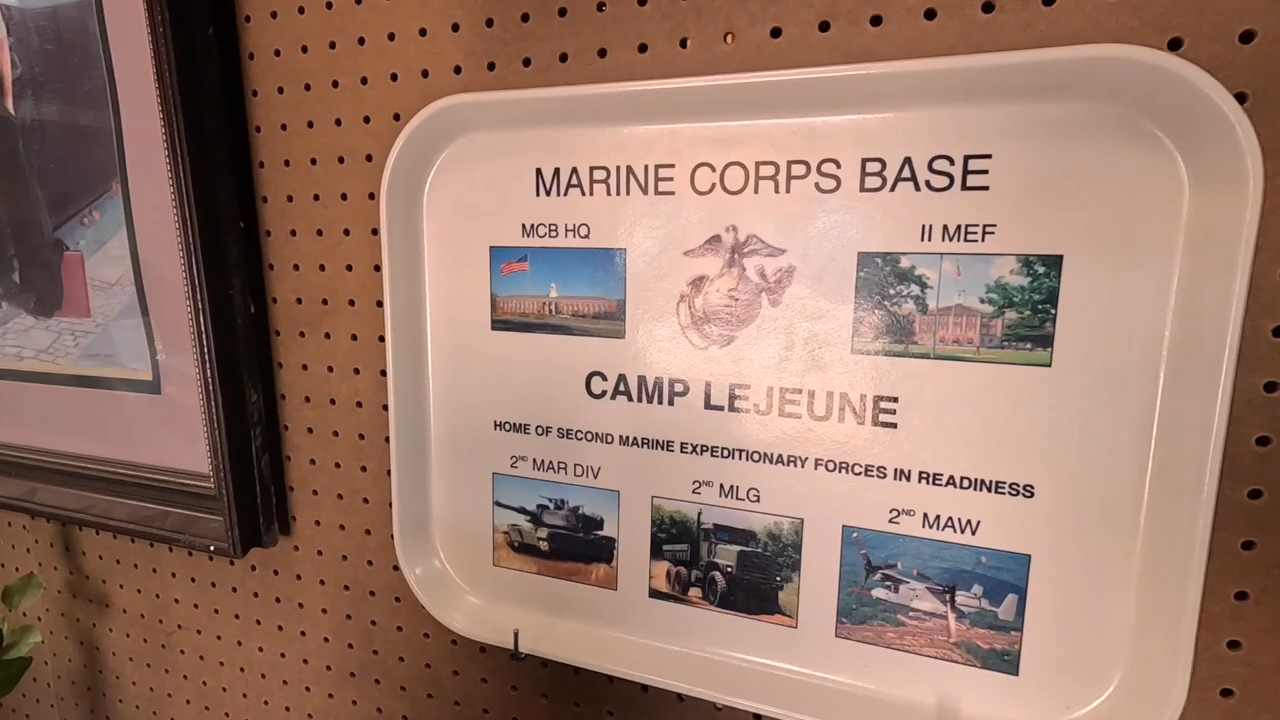 MARINE CORPS BASE
MCB HQ
II MEF
CAMP LEJEUNE
HOME OF SECOND MARINE EXPEDITIONARY FORCES IN READINESS
2ND MAR DIV
2ND MLG
2ND MAW